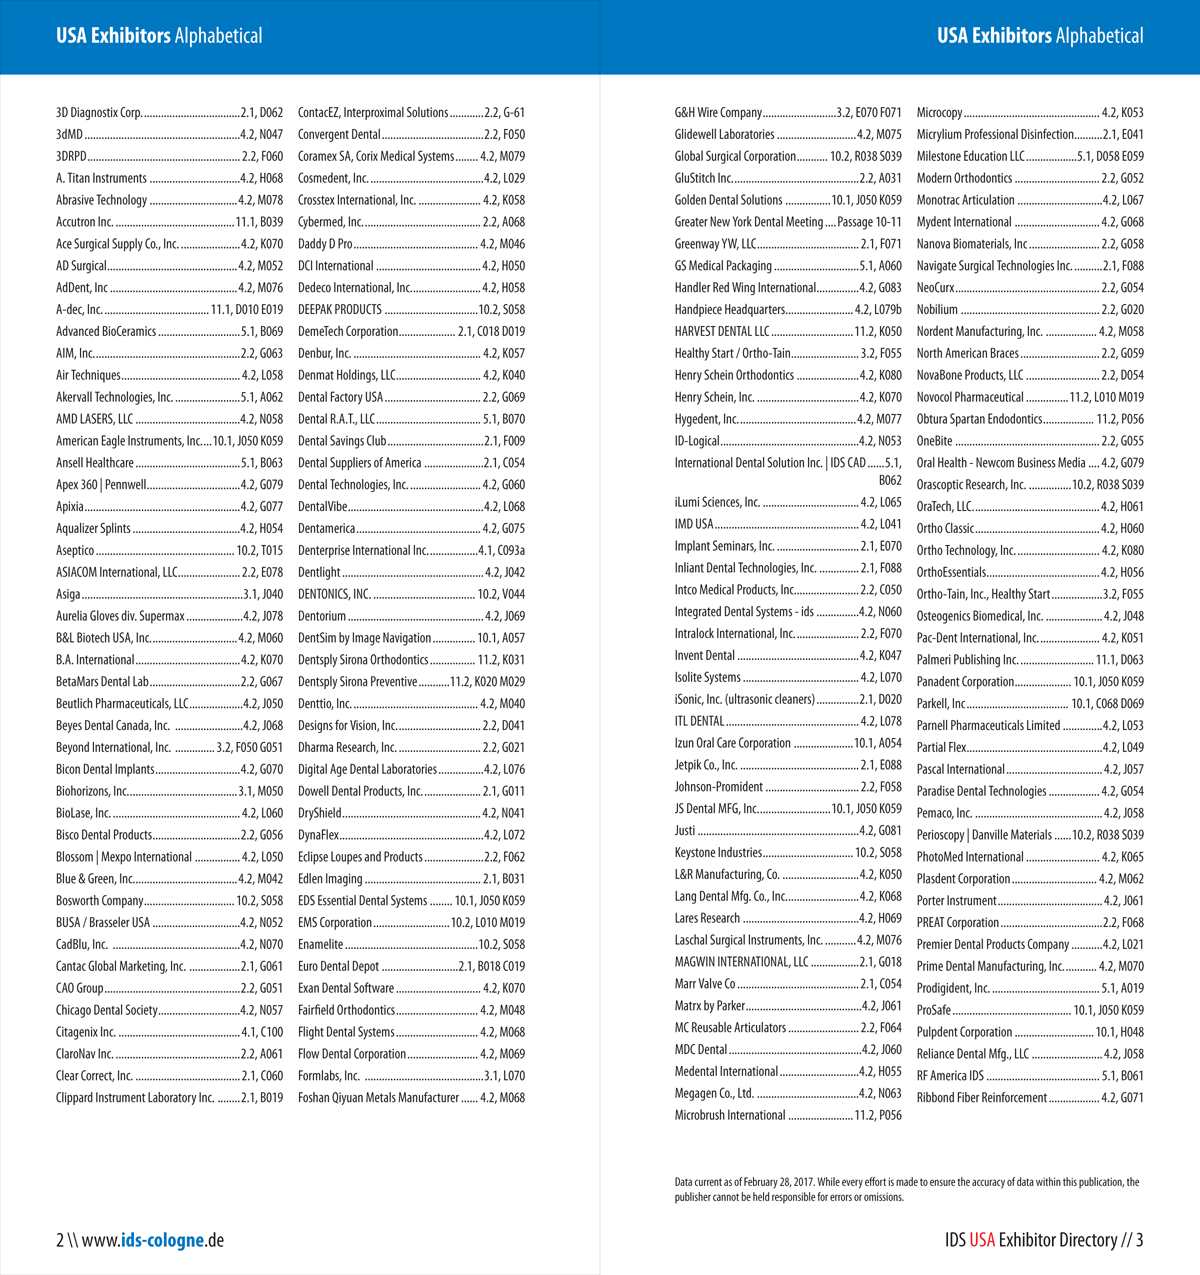 USA Exhibitors Alphabetical
3D Diagnostix Corp. 2.1, D062
3dMD 4.2, N047
3DRPD 2.2, F060
A. Titan Instruments 4.2, H068
Abrasive Technology 4.2, M078
Accutron Inc. 11.1, B039
Ace Surgical Supply Co., Inc. 4.2, K070
AD Surgical 4.2, M052
AdDent, Inc 4.2, M076
A-dec, Inc. 11.1, D010 E019
Advanced BioCeramics 5.1, B069
AIM, Inc. 2.2, G063
Air Techniques 4.2, L058
Akervall Technologies, Inc. 5.1, A062
AMD LASERS, LLC 4.2, N058
American Eagle Instruments, Inc. 10.1, J050 K059
Ansell Healthcare 5.1, B063
Apex 360 | Pennwell 4.2, G079
Apixia 4.2, G077
Aqualizer Splints 4.2, H054
Aseptico 10.2, T015
ASIACOM International, LLC 2.2, E078
Asiga 3.1, J040
Aurelia Gloves div. Supermax 4.2, J078
B&L Biotech USA, Inc. 4.2, M060
B.A. International 4.2, K070
BetaMars Dental Lab 2.2, G067
Beutlich Pharmaceuticals, LLC 4.2, J050
Beyes Dental Canada, Inc. 4.2, J068
Beyond International, Inc. 3.2, F050 G051
Bicon Dental Implants 4.2, G070
Biohorizons, Inc. 3.1, M050
BioLase, Inc. 4.2, L060
Bisco Dental Products 2.2, G056
Blossom | Mexpo International 4.2, L050
Blue & Green, Inc. 4.2, M042
Bosworth Company 10.2, S058
BUSA / Brasseler USA 4.2, N052
CadBlu, Inc. 4.2, N070
Cantac Global Marketing, Inc. 2.1, G061
CAO Group 2.2, G051
Chicago Dental Society 4.2, N057
Citagenix Inc. 4.1, C100
ClaroNav Inc. 2.2, A061
Clear Correct, Inc. 2.1, C060
Clippard Instrument Laboratory Inc. 2.1, B019
ContacEZ, Interproximal Solutions 2.2, G-61
Convergent Dental 2.2, F050
Coramex SA, Corix Medical Systems 4.2, M079
Cosmedent, Inc. 4.2, L029
Crosstex International, Inc. 4.2, K058
Cybermed, Inc. 2.2, A068
Daddy D Pro 4.2, M046
DCI International 4.2, H050
Dedeco International, Inc. 4.2, H058
DEEPAK PRODUCTS 10.2, S058
DemeTech Corporation 2.1, C018 D019
Denbur, Inc. 4.2, K057
Denmat Holdings, LLC 4.2, K040
Dental Factory USA 2.2, G069
Dental R.A.T., LLC 5.1, B070
Dental Savings Club 2.1, F009
Dental Suppliers of America 2.1, C054
Dental Technologies, Inc. 4.2, G060
DentalVibe 4.2, L068
Dentamerica 4.2, G075
Denterprise International Inc. 4.1, C093a
Dentlight 4.2, J042
DENTONICS, INC. 10.2, V044
Dentorium 4.2, J069
DentSim by Image Navigation 10.1, A057
Dentsply Sirona Orthodontics 11.2, K031
Dentsply Sirona Preventive 11.2, K020 M029
Denttio, Inc. 4.2, M040
Designs for Vision, Inc. 2.2, D041
Dharma Research, Inc. 2.2, G021
Digital Age Dental Laboratories 4.2, L076
Dowell Dental Products, Inc. 2.1, G011
DryShield 4.2, N041
DynaFlex 4.2, L072
Eclipse Loupes and Products 2.2, F062
Edlen Imaging 2.1, B031
EDS Essential Dental Systems 10.1, J050 K059
EMS Corporation 10.2, L010 M019
Enamelite 10.2, S058
Euro Dental Depot 2.1, B018 C019
Exan Dental Software 4.2, K070
Fairfield Orthodontics 4.2, M048
Flight Dental Systems 4.2, M068
Flow Dental Corporation 4.2, M069
Formlabs, Inc. 3.1, L070
Foshan Qiyuan Metals Manufacturer 4.2, M068
2 \\ www.ids-cologne.de
USA Exhibitors Alphabetical
G&H Wire Company 3.2, E070 F071
Glidewell Laboratories 4.2, M075
Global Surgical Corporation 10.2, R038 S039
GluStitch Inc. 2.2, A031
Golden Dental Solutions 10.1, J050 K059
Greater New York Dental Meeting Passage 10-11
Greenway YW, LLC 2.1, F071
GS Medical Packaging 5.1, A060
Handler Red Wing International 4.2, G083
Handpiece Headquarters 4.2, L079b
HARVEST DENTAL LLC 11.2, K050
Healthy Start / Ortho-Tain 3.2, F055
Henry Schein Orthodontics 4.2, K080
Henry Schein, Inc. 4.2, K070
Hygedent, Inc. 4.2, M077
ID-Logical 4.2, N053
International Dental Solution Inc. | IDS CAD 5.1,
B062
iLumi Sciences, Inc. 4.2, L065
IMD USA 4.2, L041
Implant Seminars, Inc. 2.1, E070
Inliant Dental Technologies, Inc. 2.1, F088
Intco Medical Products, Inc. 2.2, C050
Integrated Dental Systems - ids 4.2, N060
Intralock International, Inc. 2.2, F070
Invent Dental 4.2, K047
Isolite Systems 4.2, L070
iSonic, Inc. (ultrasonic cleaners) 2.1, D020
ITL DENTAL 4.2, L078
Izun Oral Care Corporation 10.1, A054
Jetpik Co., Inc. 2.1, E088
Johnson-Promident 2.2, F058
JS Dental MFG, Inc. 10.1, J050 K059
Justi 4.2, G081
Keystone Industries 10.2, S058
L&R Manufacturing, Co. 4.2, K050
Lang Dental Mfg. Co., Inc. 4.2, K068
Lares Research 4.2, H069
Laschal Surgical Instruments, Inc. 4.2, M076
MAGWIN INTERNATIONAL, LLC 2.1, G018
Marr Valve Co 2.1, C054
Matrx by Parker 4.2, J061
MC Reusable Articulators 2.2, F064
MDC Dental 4.2, J060
Medental International 4.2, H055
Megagen Co., Ltd. 4.2, N063
Microbrush International 11.2, P056
Microcopy 4.2, K053
Micrylium Professional Disinfection 2.1, E041
Milestone Education LLC 5.1, D058 E059
Modern Orthodontics 2.2, G052
Monotrac Articulation 4.2, L067
Mydent International 4.2, G068
Nanova Biomaterials, Inc 2.2, G058
Navigate Surgical Technologies Inc. 2.1, F088
NeoCurx 2.2, G054
Nobilium 2.2, G020
Nordent Manufacturing, Inc. 4.2, M058
North American Braces 2.2, G059
NovaBone Products, LLC 2.2, D054
Novocol Pharmaceutical 11.2, L010 M019
Obtura Spartan Endodontics 11.2, P056
OneBite 2.2, G055
Oral Health - Newcom Business Media 4.2, G079
Orascoptic Research, Inc. 10.2, R038 S039
OraTech, LLC 4.2, H061
Ortho Classic 4.2, H060
Ortho Technology, Inc. 4.2, K080
OrthoEssentials 4.2, H056
Ortho-Tain, Inc., Healthy Start 3.2, F055
Osteogenics Biomedical, Inc. 4.2, J048
Pac-Dent International, Inc. 4.2, K051
Palmeri Publishing Inc. 11.1, D063
Panadent Corporation 10.1, J050 K059
Parkell, Inc 10.1, C068 D069
Parnell Pharmaceuticals Limited 4.2, L053
Partial Flex 4.2, L049
Pascal International 4.2, J057
Paradise Dental Technologies 4.2, G054
Pemaco, Inc. 4.2, J058
Perioscopy | Danville Materials 10.2, R038 S039
PhotoMed International 4.2, K065
Plasdent Corporation 4.2, M062
Porter Instrument 4.2, J061
PREAT Corporation 2.2, F068
Premier Dental Products Company 4.2, L021
Prime Dental Manufacturing, Inc. 4.2, M070
Prodigident, Inc. 5.1, A019
ProSafe 10.1, J050 K059
Pulpdent Corporation 10.1, H048
Reliance Dental Mfg., LLC 4.2, J058
RF America IDS 5.1, B061
Ribbond Fiber Reinforcement 4.2, G071
Data current as of February 28, 2017. While every effort is made to ensure the accuracy of data within this publication, the
publisher cannot be held responsible for errors or omissions.
IDS USA Exhibitor Directory // 3